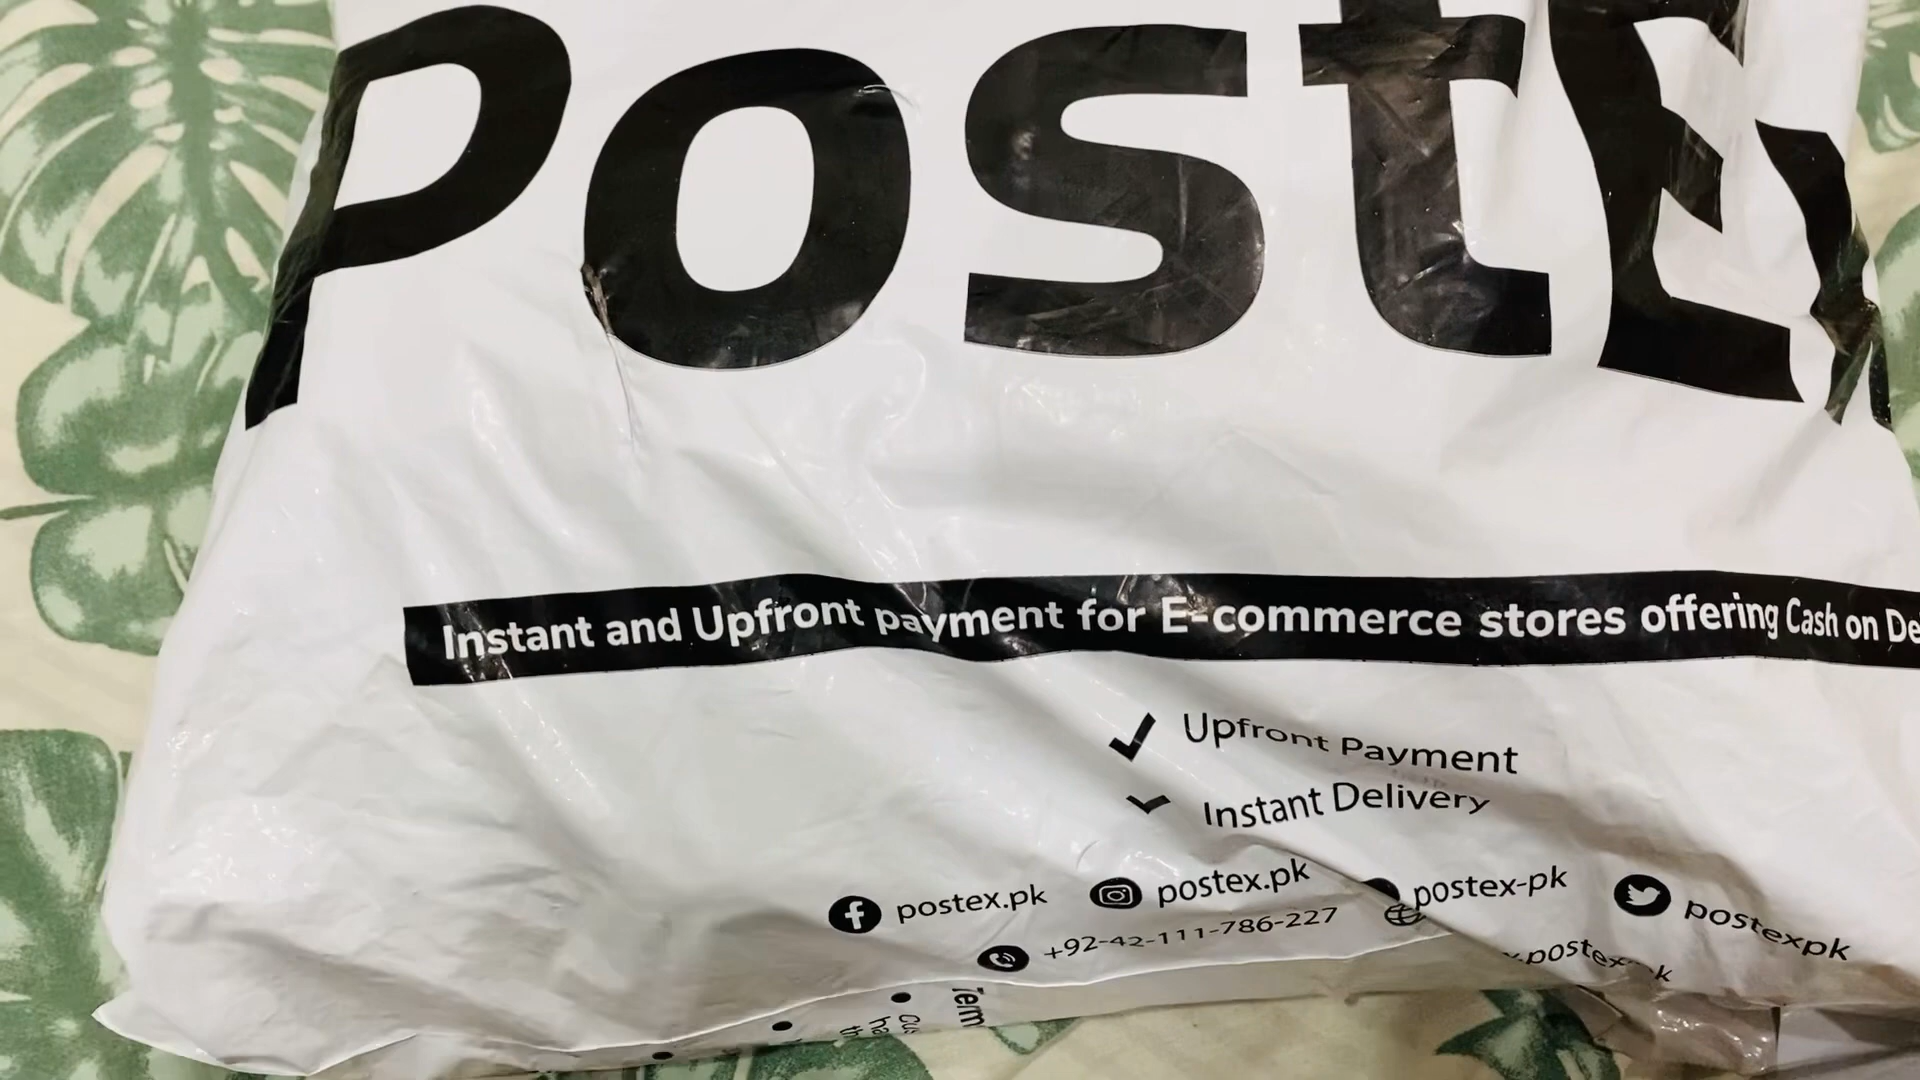 PostE
Instant and Upfront payment for E-commerce stores offering Cash on De
Upfront Payment
Instant Delivery
postex.pk postex.pk postex-pk postexpk
+92-42-111-786-227
Term